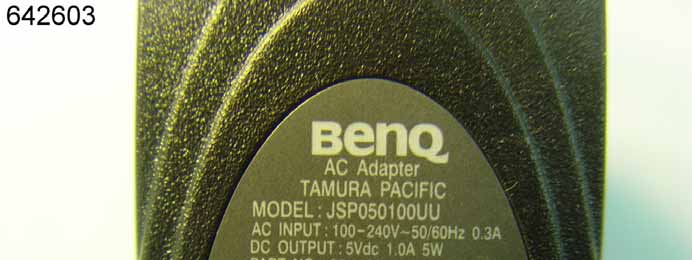 642603
BenQ
AC Adapter
TAMURA PACIFIC
MODEL : JSP050100UU
AC INPUT : 100-240V~50/60Hz 0.3A
DC OUTPUT : 5Vdc 1.0A 5W